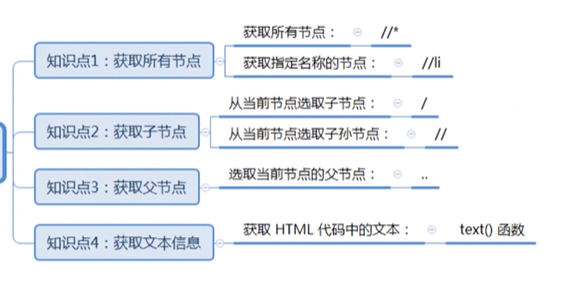 知识点1：获取所有节点
获取所有节点： //*
获取指定名称的节点： //li
知识点2：获取子节点
从当前节点选取子节点： /
从当前节点选取子孙节点： //
知识点3：获取父节点
选取当前节点的父节点： ..
知识点4：获取文本信息
获取 HTML 代码中的文本： text() 函数